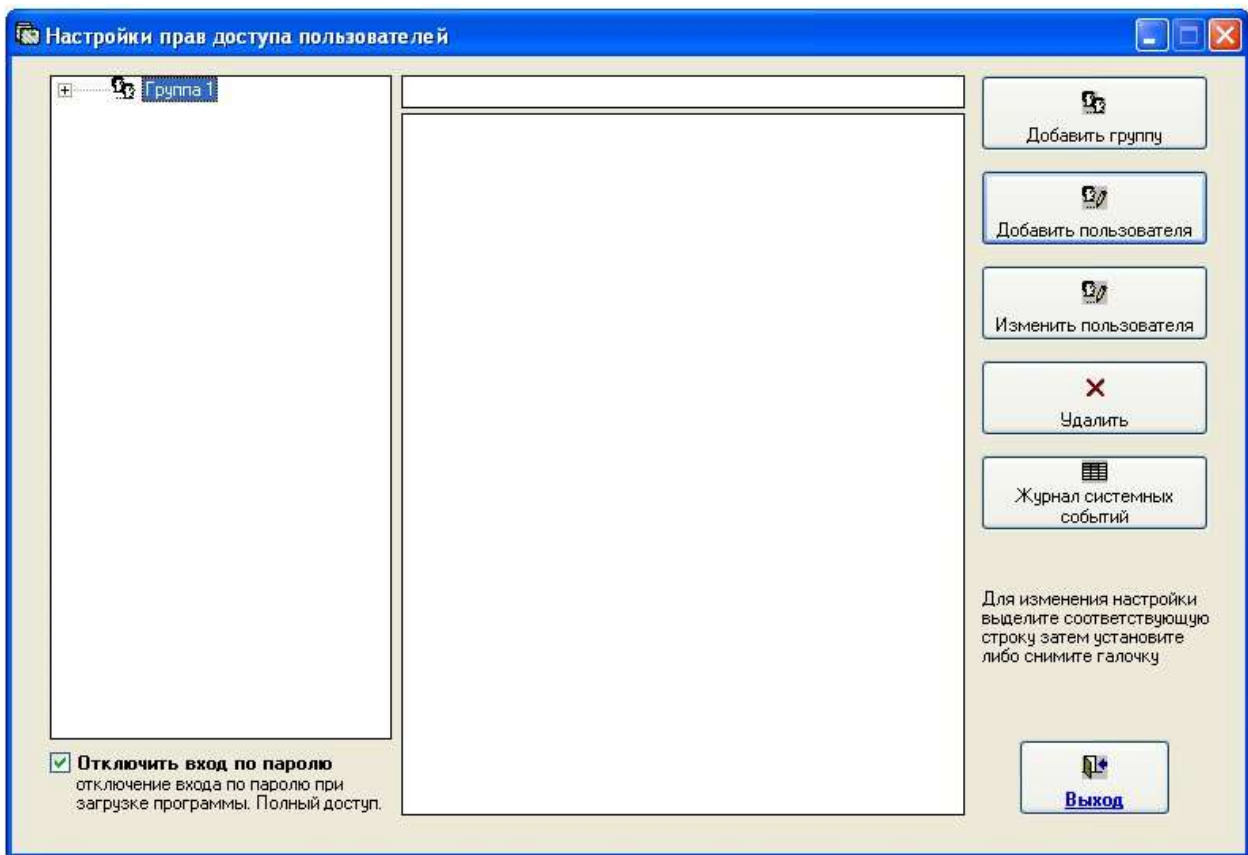 Настройки прав доступа пользователей
Группа 1
Добавить группу
Добавить пользователя
Изменить пользователя
Удалить
Журнал системных
событий
Для изменения настройки
выделите соответствующую
строку затем установите
либо снимите галочку
Отключить вход по паролю
отключение входа по паролю при
загрузке программы. Полный доступ.
Выход